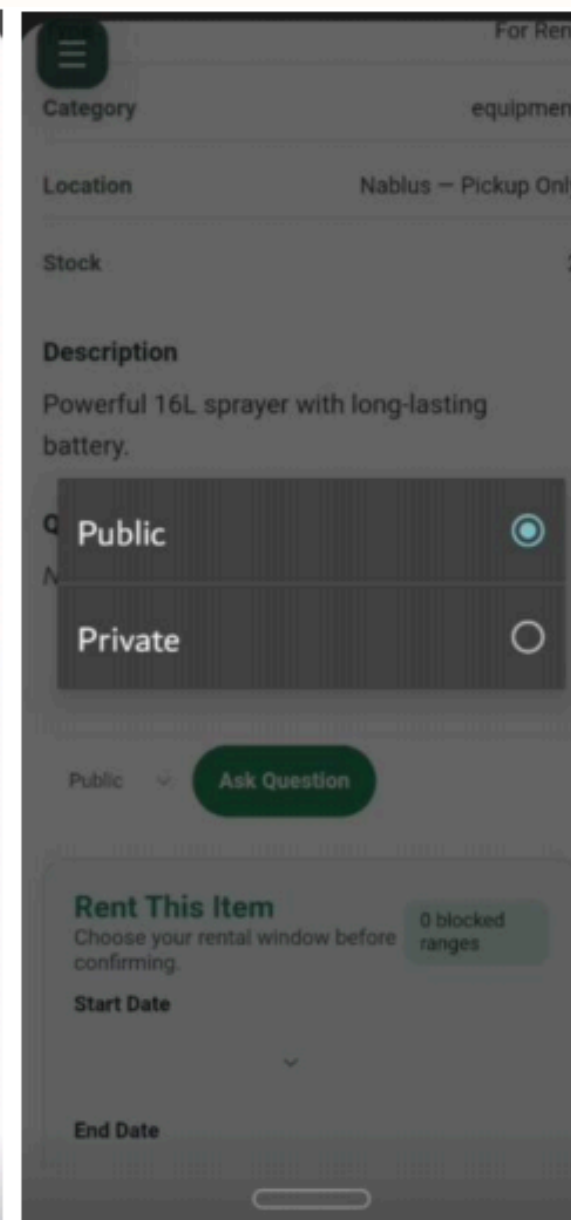 For Ren
Category equipmen
Location Nablus – Pickup Onl
Stock
Description
Powerful 16L sprayer with long-lasting
battery.
Public
Private
Public Ask Question
Rent This Item
Choose your rental window before
confirming.
0 blocked
ranges
Start Date
End Date